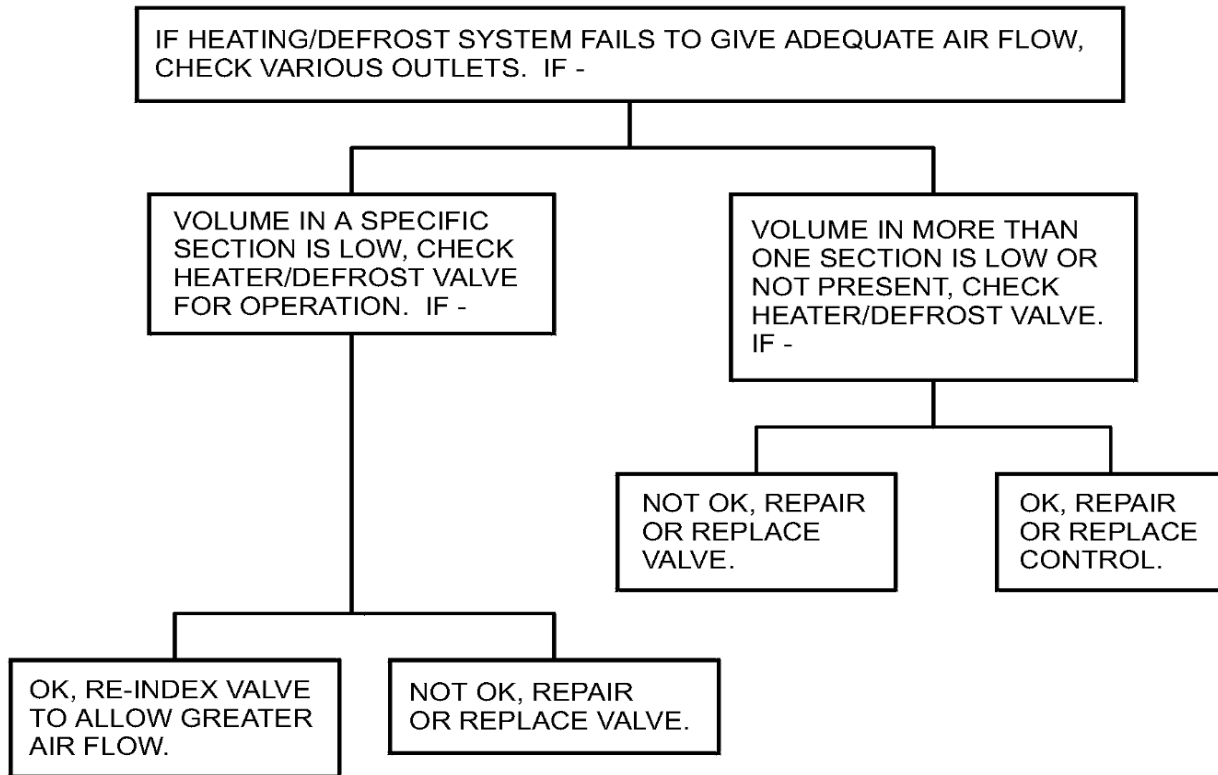 IF HEATING/DEFROST SYSTEM FAILS TO GIVE ADEQUATE AIR FLOW,
CHECK VARIOUS OUTLETS.  IF -
VOLUME IN A SPECIFIC
SECTION IS LOW, CHECK
HEATER/DEFROST VALVE
FOR OPERATION.  IF -
VOLUME IN MORE THAN
ONE SECTION IS LOW OR
NOT PRESENT, CHECK
HEATER/DEFROST VALVE.
IF -
NOT OK, REPAIR
OR REPLACE
VALVE.
OK, REPAIR
OR REPLACE
CONTROL.
OK, RE-INDEX VALVE
TO ALLOW GREATER
AIR FLOW.
NOT OK, REPAIR
OR REPLACE VALVE.